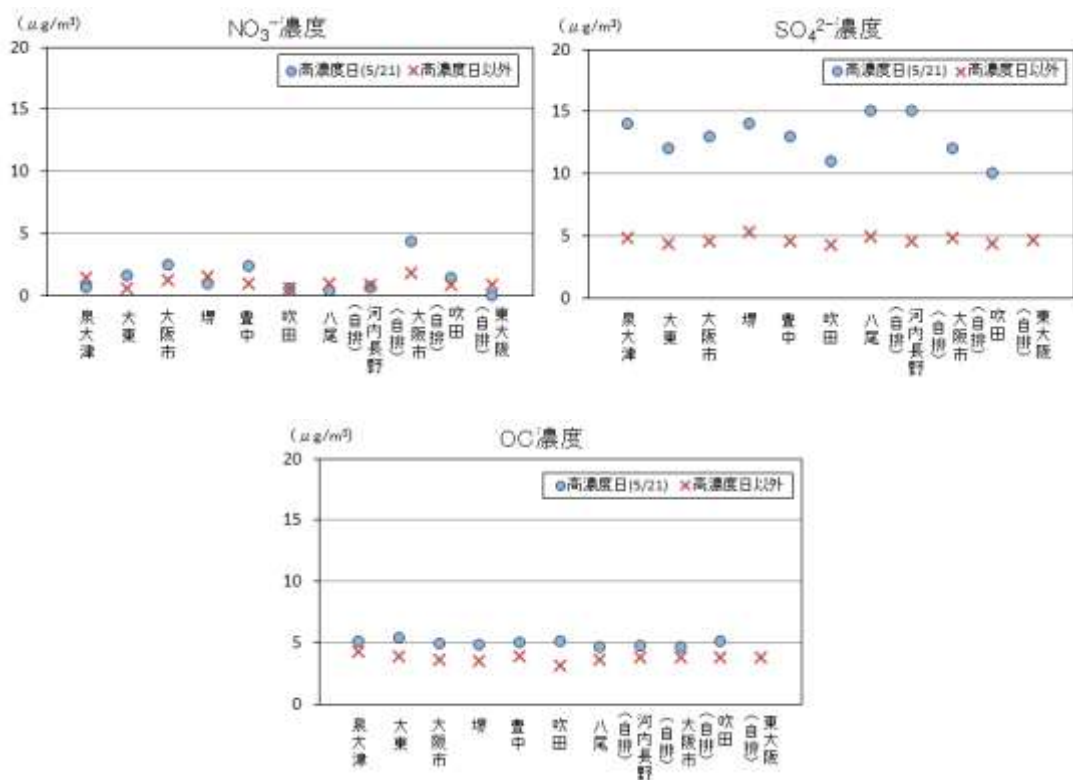 (μg/m³)
NO₃⁻濃度
20
15
10
5
0
高濃度日(5/21)
高濃度日以外
泉大津
大東
大阪市
堺
豊中
吹田
八尾
河内長野(自排)
大阪市(自排)
吹田(自排)
東大阪(自排)
(μg/m³)
SO₄²⁻濃度
20
15
10
5
0
高濃度日(5/21)
高濃度日以外
泉大津
大東
大阪市
堺
豊中
吹田
八尾
河内長野(自排)
大阪市(自排)
吹田(自排)
東大阪(自排)
(μg/m³)
OC濃度
20
15
10
5
0
高濃度日(5/21)
高濃度日以外
泉大津
大東
大阪市
堺
豊中
吹田
八尾
河内長野(自排)
大阪市(自排)
吹田(自排)
東大阪(自排)